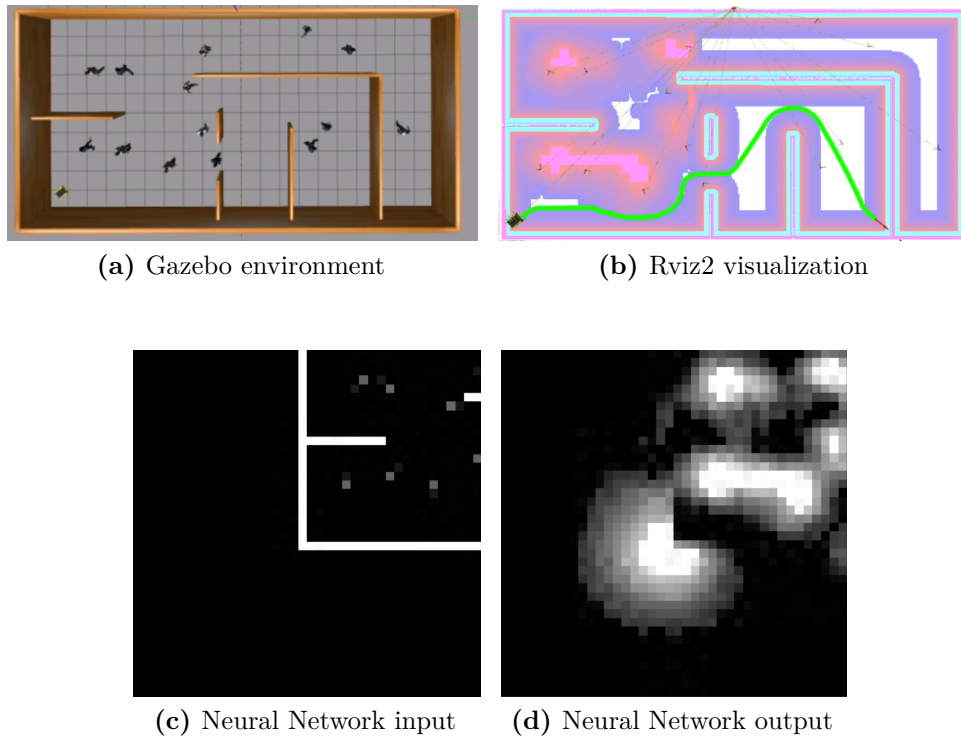 (a) Gazebo environment
(b) Rviz2 visualization
(c) Neural Network input
(d) Neural Network output